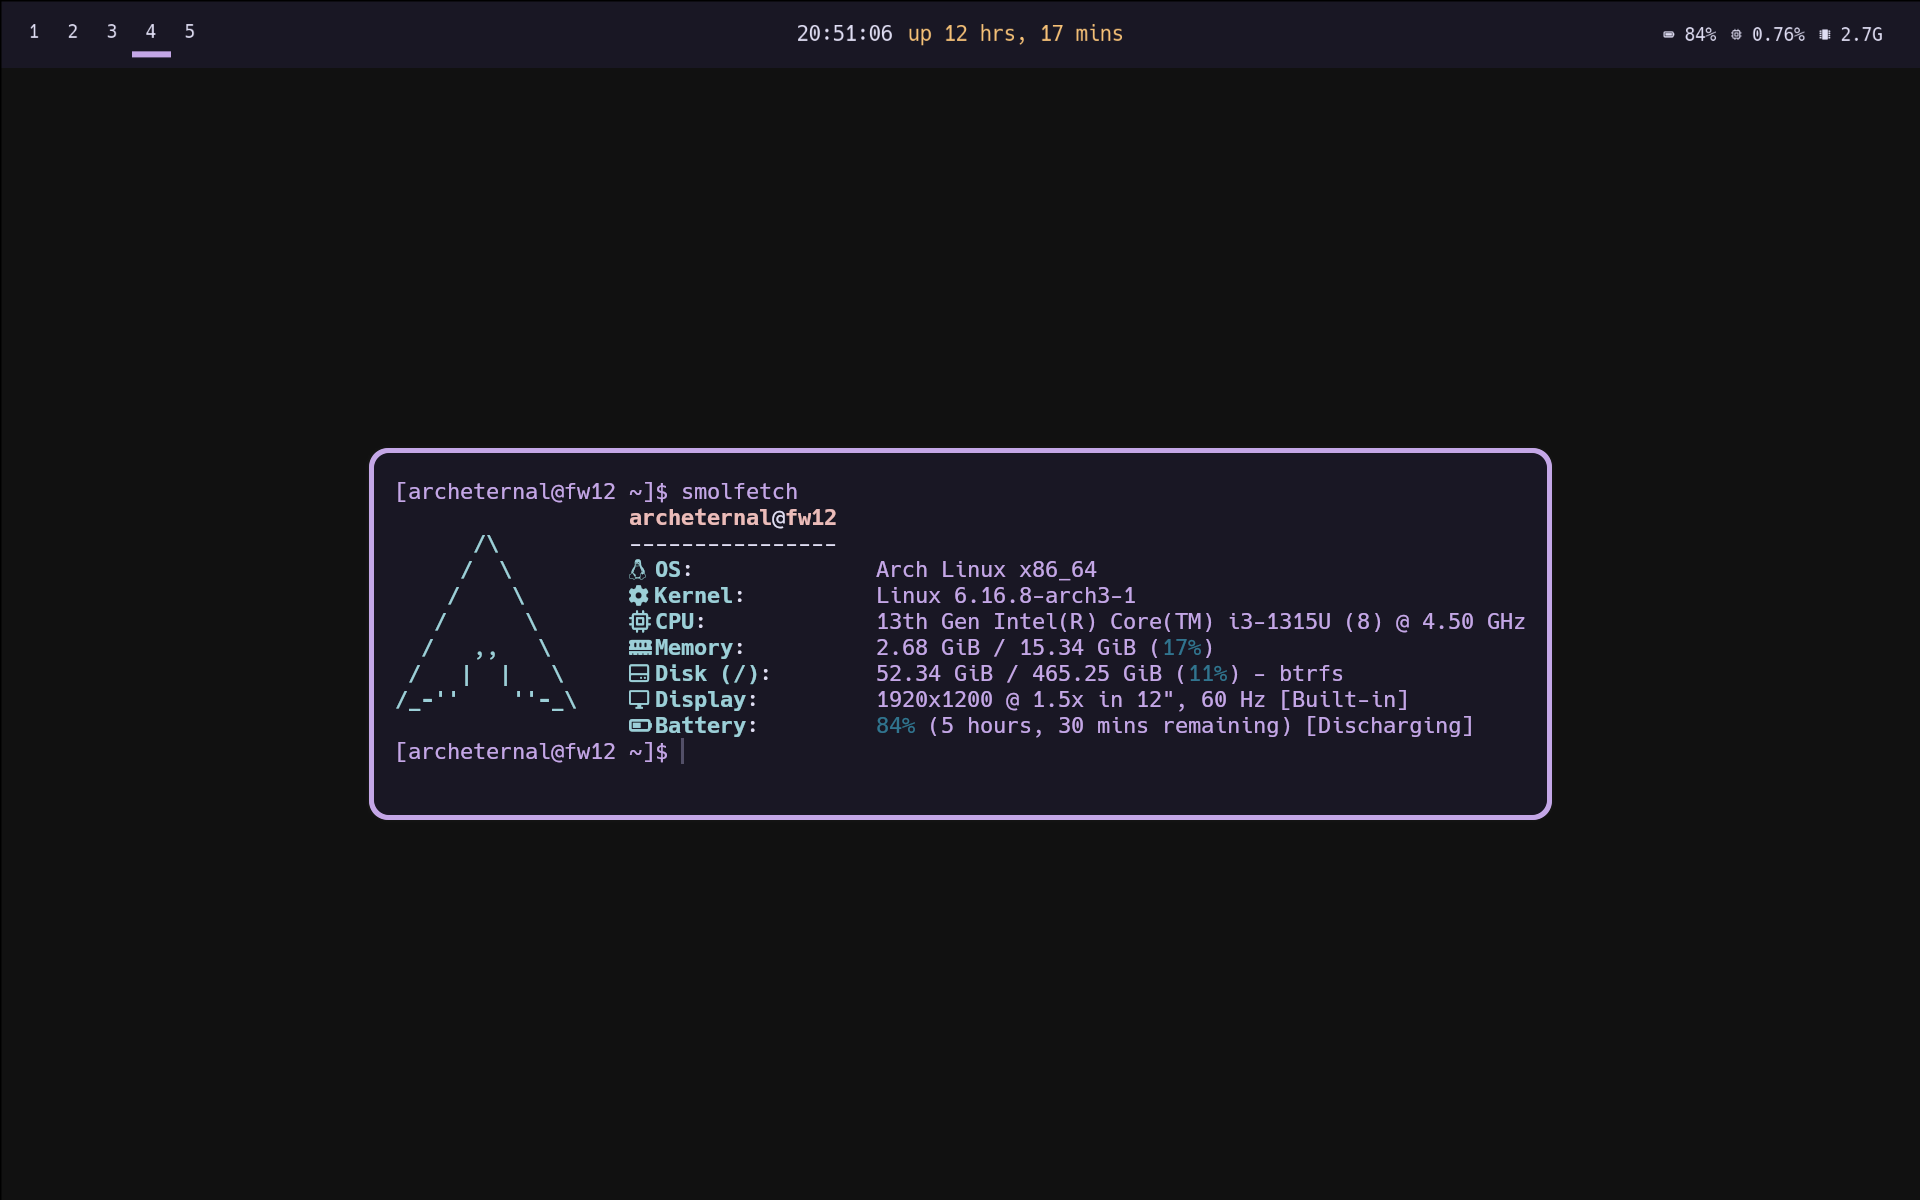 1 2 3 4 5
20:51:06 up 12 hrs, 17 mins
84% 0.76% 2.7G
[archeternal@fw12 ~]$ smolfetch
archeternal@fw12
----------------
OS: Arch Linux x86_64
Kernel: Linux 6.16.8-arch3-1
CPU: 13th Gen Intel(R) Core(TM) i3-1315U (8) @ 4.50 GHz
Memory: 2.68 GiB / 15.34 GiB (17%)
Disk (/): 52.34 GiB / 465.25 GiB (11%) - btrfs
Display: 1920x1200 @ 1.5x in 12", 60 Hz [Built-in]
Battery: 84% (5 hours, 30 mins remaining) [Discharging]
[archeternal@fw12 ~]$